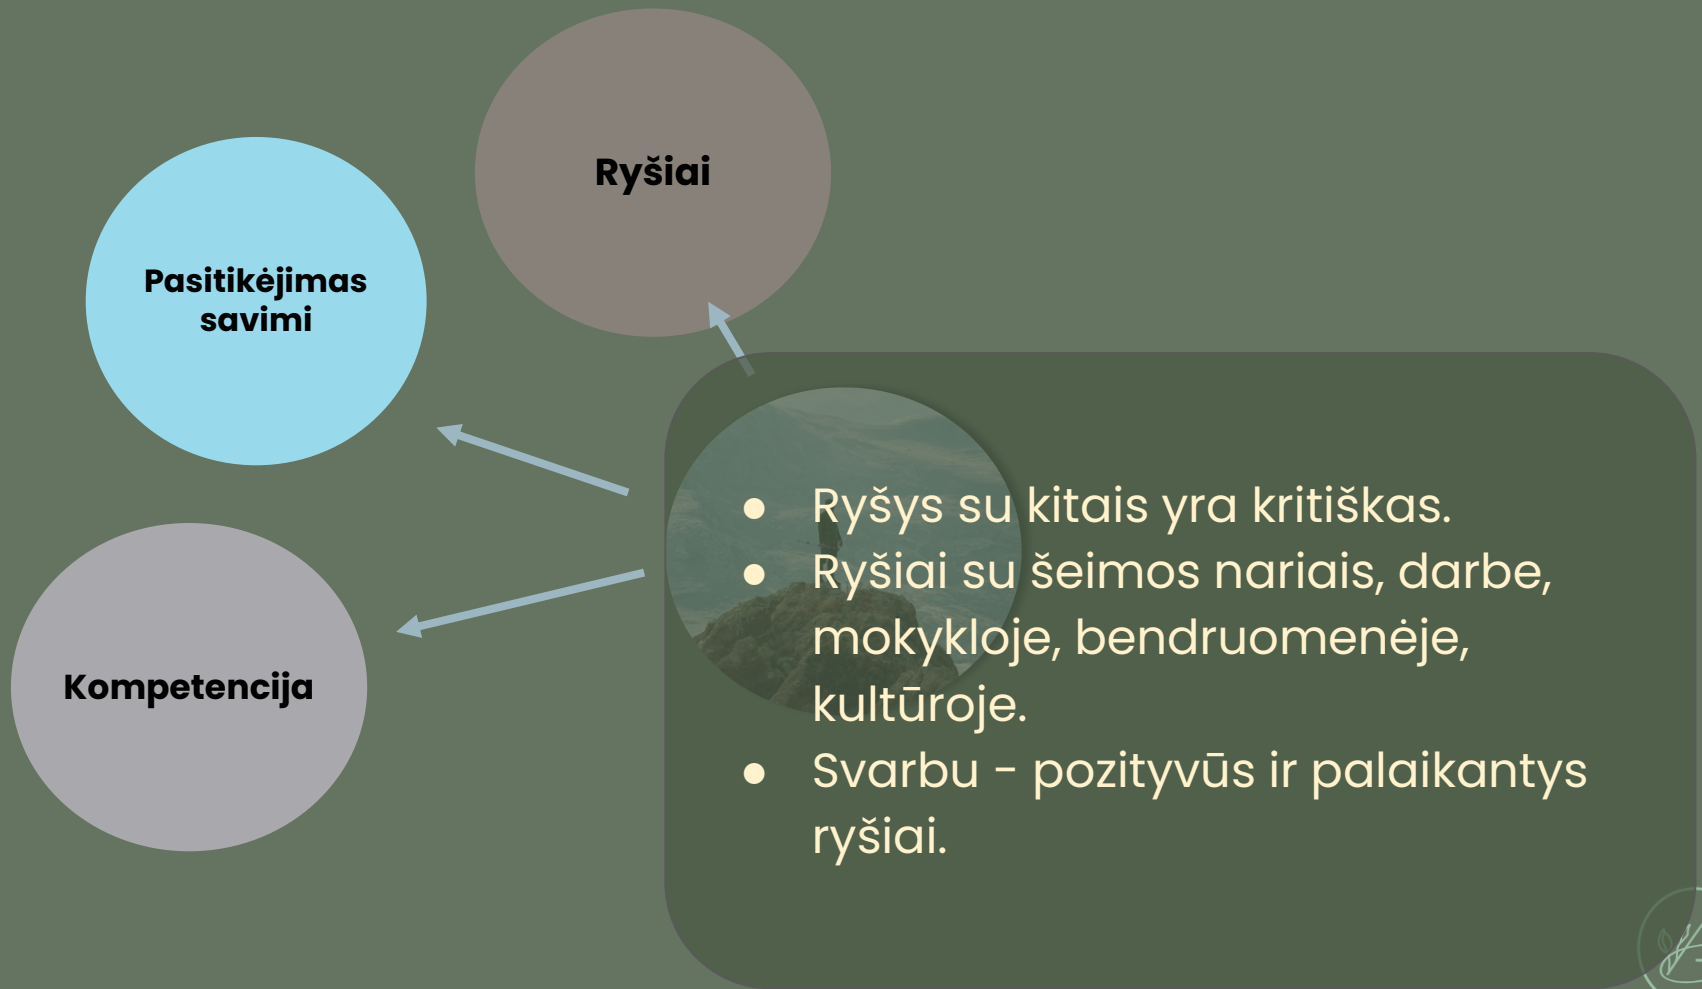 Ryšiai
Pasitikėjimas
savimi
Kompetencija
● Ryšys su kitais yra kritiškas.
● Ryšiai su šeimos nariais, darbe,
mokykloje, bendruomenėje,
kultūroje.
● Svarbu - pozityvūs ir palaikantys
ryšiai.